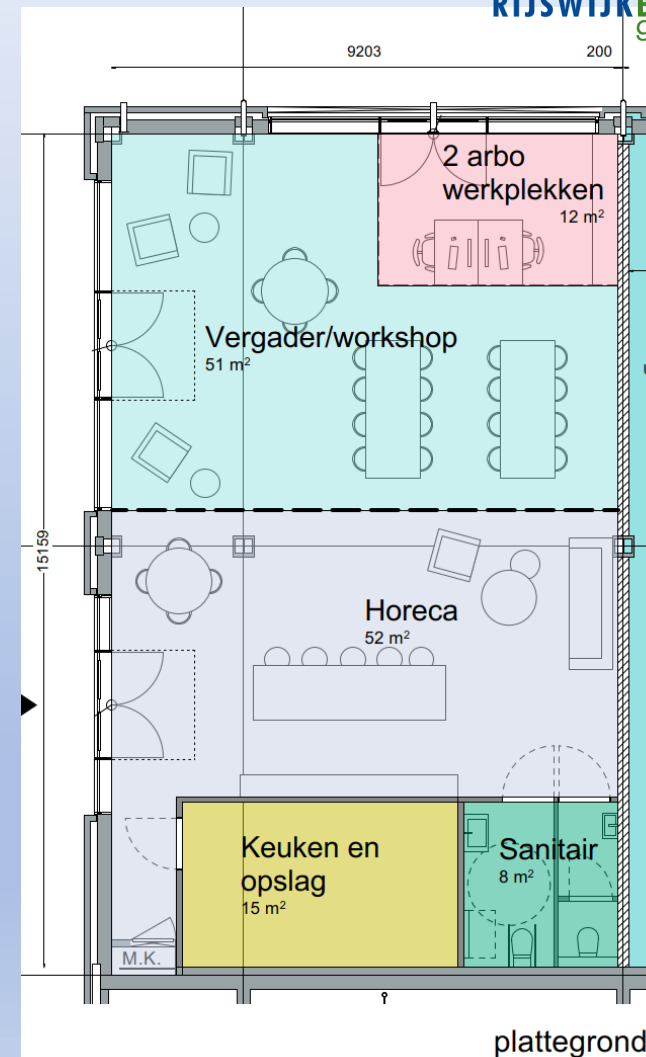 RIJSWIJK
9203
200
2 arbo
werkplekken
12 m²
Vergader/workshop
51 m²
15159
Horeca
52 m²
Keuken en
opslag
15 m²
Sanitair
8 m²
M.K.
plattegrond